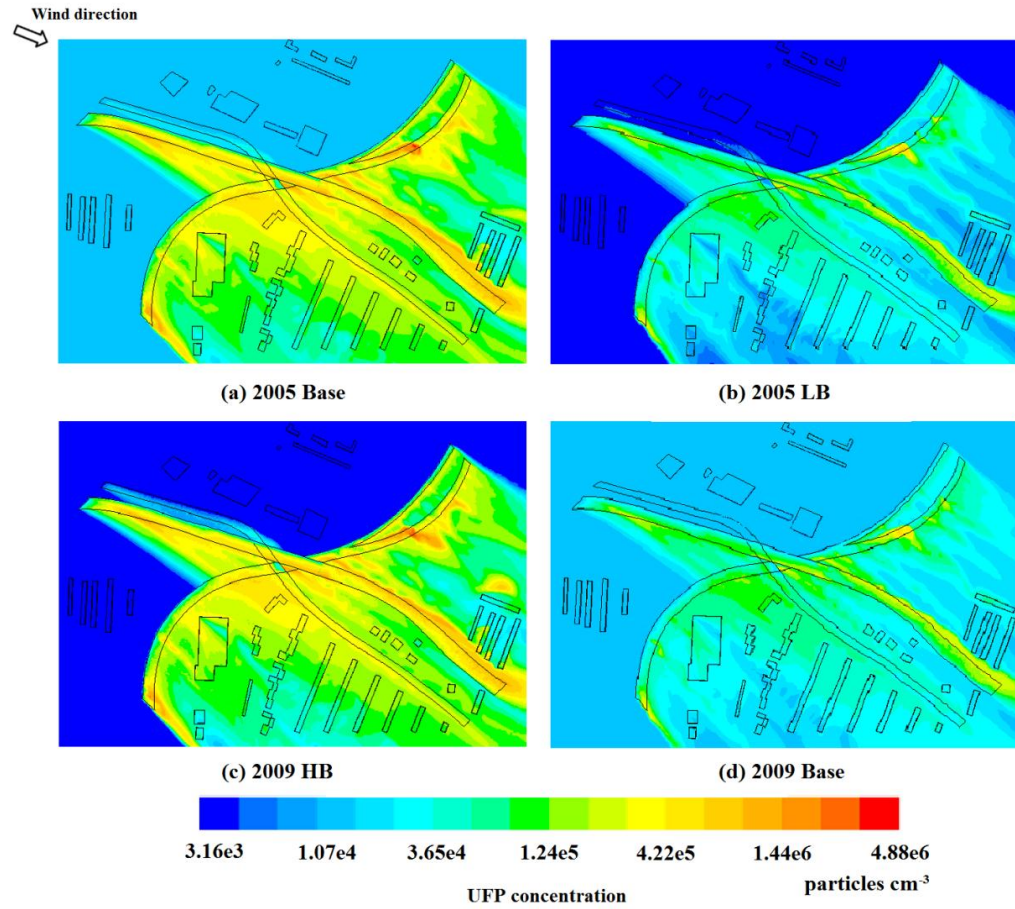 Wind direction
(a) 2005 Base
(b) 2005 LB
(c) 2009 HB
(d) 2009 Base
3.16e3 1.07e4 3.65e4 1.24e5 4.22e5 1.44e6 4.88e6
UFP concentration
particles cm⁻³